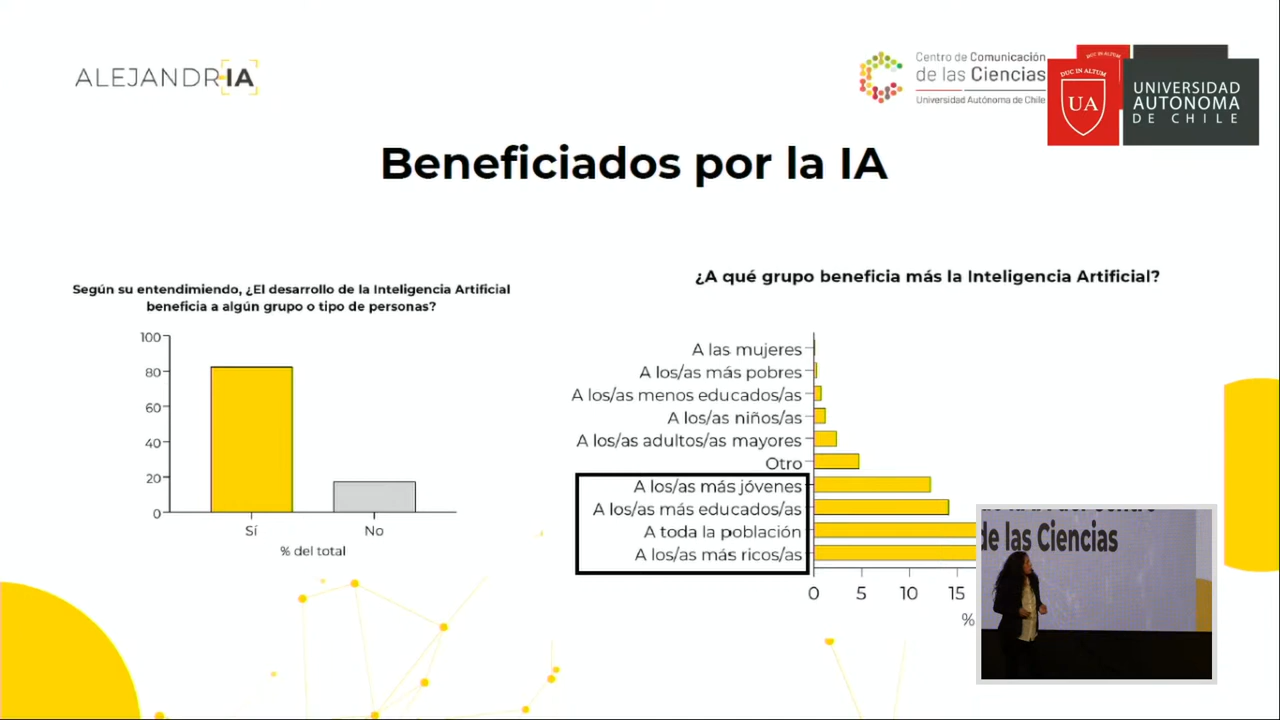 ALEJANDRIA
Centro de Comunicación
de las Ciencias
Universidad Autónoma de Chile
DUC IN ALTUM
DUC IN ALTUM
UA
UNIVERSIDAD
AUTONOMA
DE CHILE
Beneficiados por la IA
Según su entendimiento, ¿El desarrollo de la Inteligencia Artificial
beneficia a algún grupo o tipo de personas?
100
80
60
40
20
0
Sí
No
% del total
¿A qué grupo beneficia más la Inteligencia Artificial?
A las mujeres
A los/as más pobres
A los/as menos educados/as
A los/as niños/as
A los/as adultos/as mayores
Otro
A los/as más jóvenes
A los/as más educados/as
A toda la población
A los/as más ricos/as
0 5 10 15
%
de las Ciencias